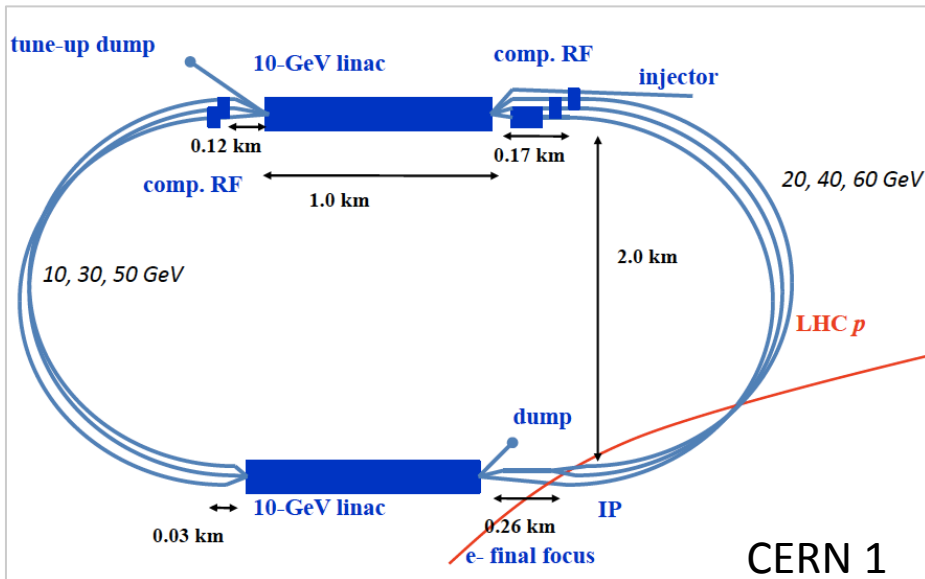 tune-up dump
10-GeV linac
comp. RF
injector
0.12 km
0.17 km
comp. RF
1.0 km
20, 40, 60 GeV
2.0 km
10, 30, 50 GeV
LHC p
dump
0.03 km
10-GeV linac
0.26 km
IP
e- final focus
CERN 1